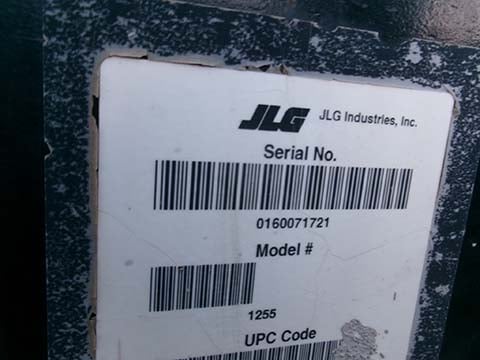 JLG JLG Industries, Inc.
Serial No.
0160071721
Model #
1255
UPC Code